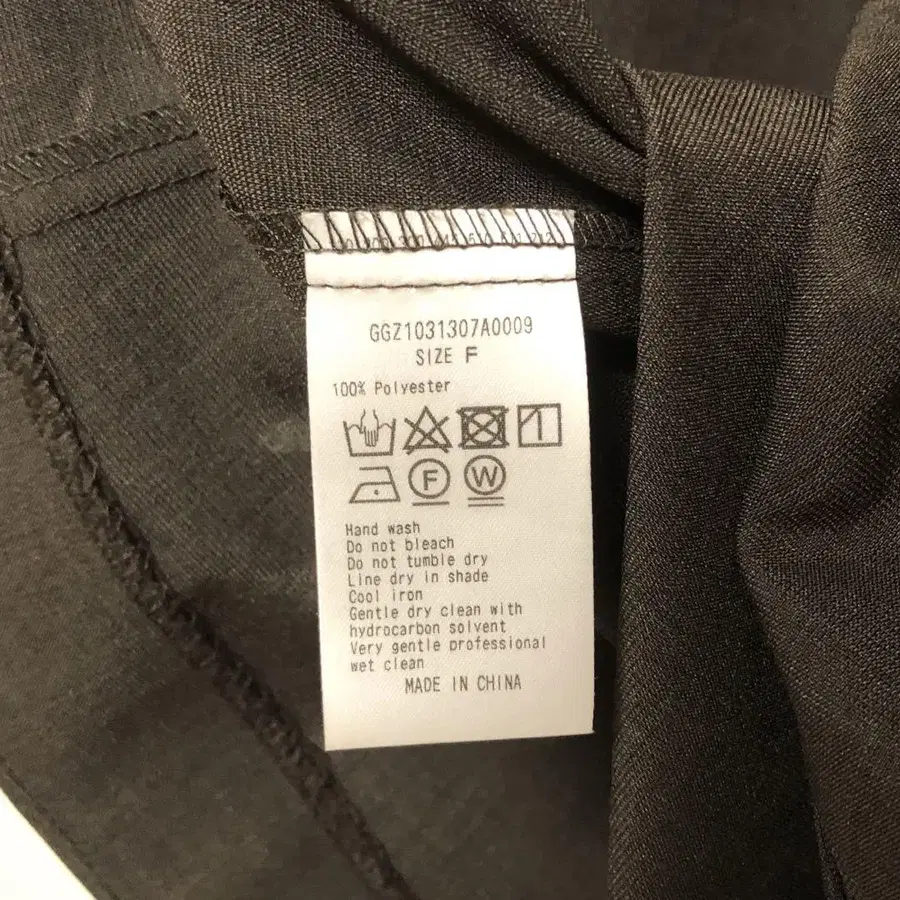 GGZ1031307A0009
SIZE F
100% Polyester
F
W
Hand wash
Do not bleach
Do not tumble dry
Line dry in shade
Cool iron
Gentle dry clean with
hydrocarbon solvent
Very gentle professional
wet clean
MADE IN CHINA